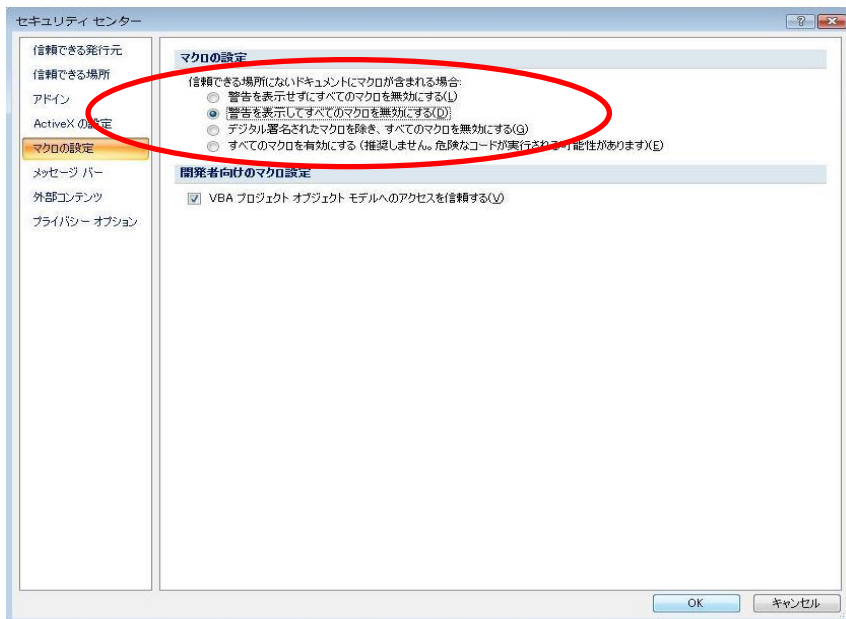 セキュリティ センター
信頼できる発行元
信頼できる場所
アドイン
ActiveX の設定
マクロの設定
メッセージ バー
外部コンテンツ
プライバシー オプション
マクロの設定
信頼できる場所にないドキュメントにマクロが含まれる場合:
警告を表示せずにすべてのマクロを無効にする(L)
警告を表示してすべてのマクロを無効にする(D)
デジタル署名されたマクロを除き、すべてのマクロを無効にする(G)
すべてのマクロを有効にする (推奨しません。危険なコードが実行される可能性があります)(E)
開発者向けのマクロ設定
VBA プロジェクト オブジェクト モデルへのアクセスを信頼する(V)
OK
キャンセル